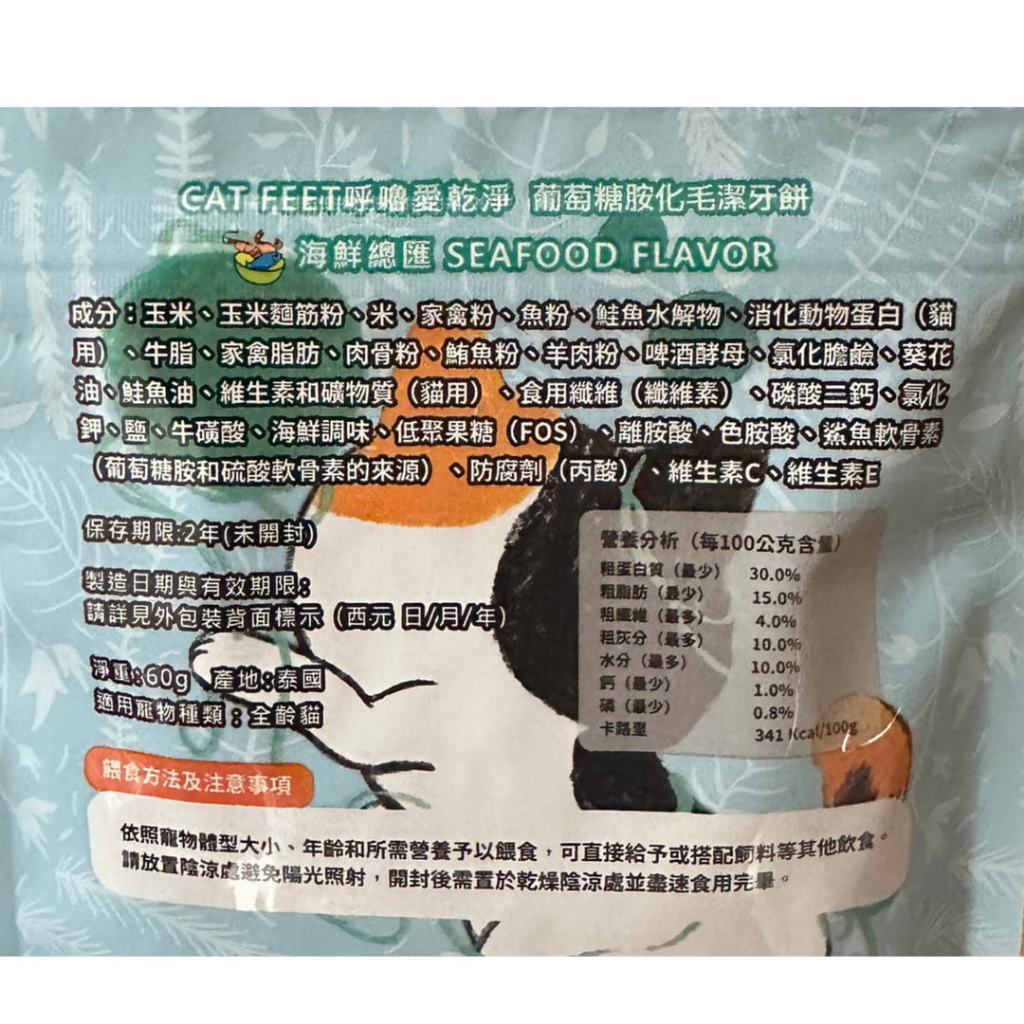 CAT FEET呼嚕愛乾淨 葡萄糖胺化毛潔牙餅
海鮮總匯 SEAFOOD FLAVOR
成分：玉米、玉米麵筋粉、米、家禽粉、魚粉、鮭魚水解物、消化動物蛋白（貓
用）、牛脂、家禽脂肪、肉骨粉、鮪魚粉、羊肉粉、啤酒酵母、氯化膽鹼、葵花
油、鮭魚油、維生素和礦物質（貓用）、食用纖維（纖維素）、磷酸三鈣、氯化
鉀、鹽、牛磺酸、海鮮調味、低聚果糖（FOS）、離胺酸、色胺酸、鯊魚軟骨素
（葡萄糖胺和硫酸軟骨素的來源）、防腐劑（丙酸）、維生素C、維生素E
保存期限:2年(未開封)
製造日期與有效期限：
請詳見外包裝背面標示（西元 日/月/年）
淨重:60g 產地:泰國
適用寵物種類：全齡貓
營養分析（每100公克含量）
粗蛋白質（最少） 30.0%
粗脂肪（最少） 15.0%
粗纖維（最多） 4.0%
粗灰分（最多） 10.0%
水分（最多） 10.0%
鈣（最少） 1.0%
磷（最少） 0.8%
卡路里 341 Kcal/100g
餵食方法及注意事項
依照寵物體型大小、年齡和所需營養予以餵食，可直接給予或搭配飼料等其他飲食。
請放置陰涼處避免陽光照射，開封後需置於乾燥陰涼處並盡速食用完畢。